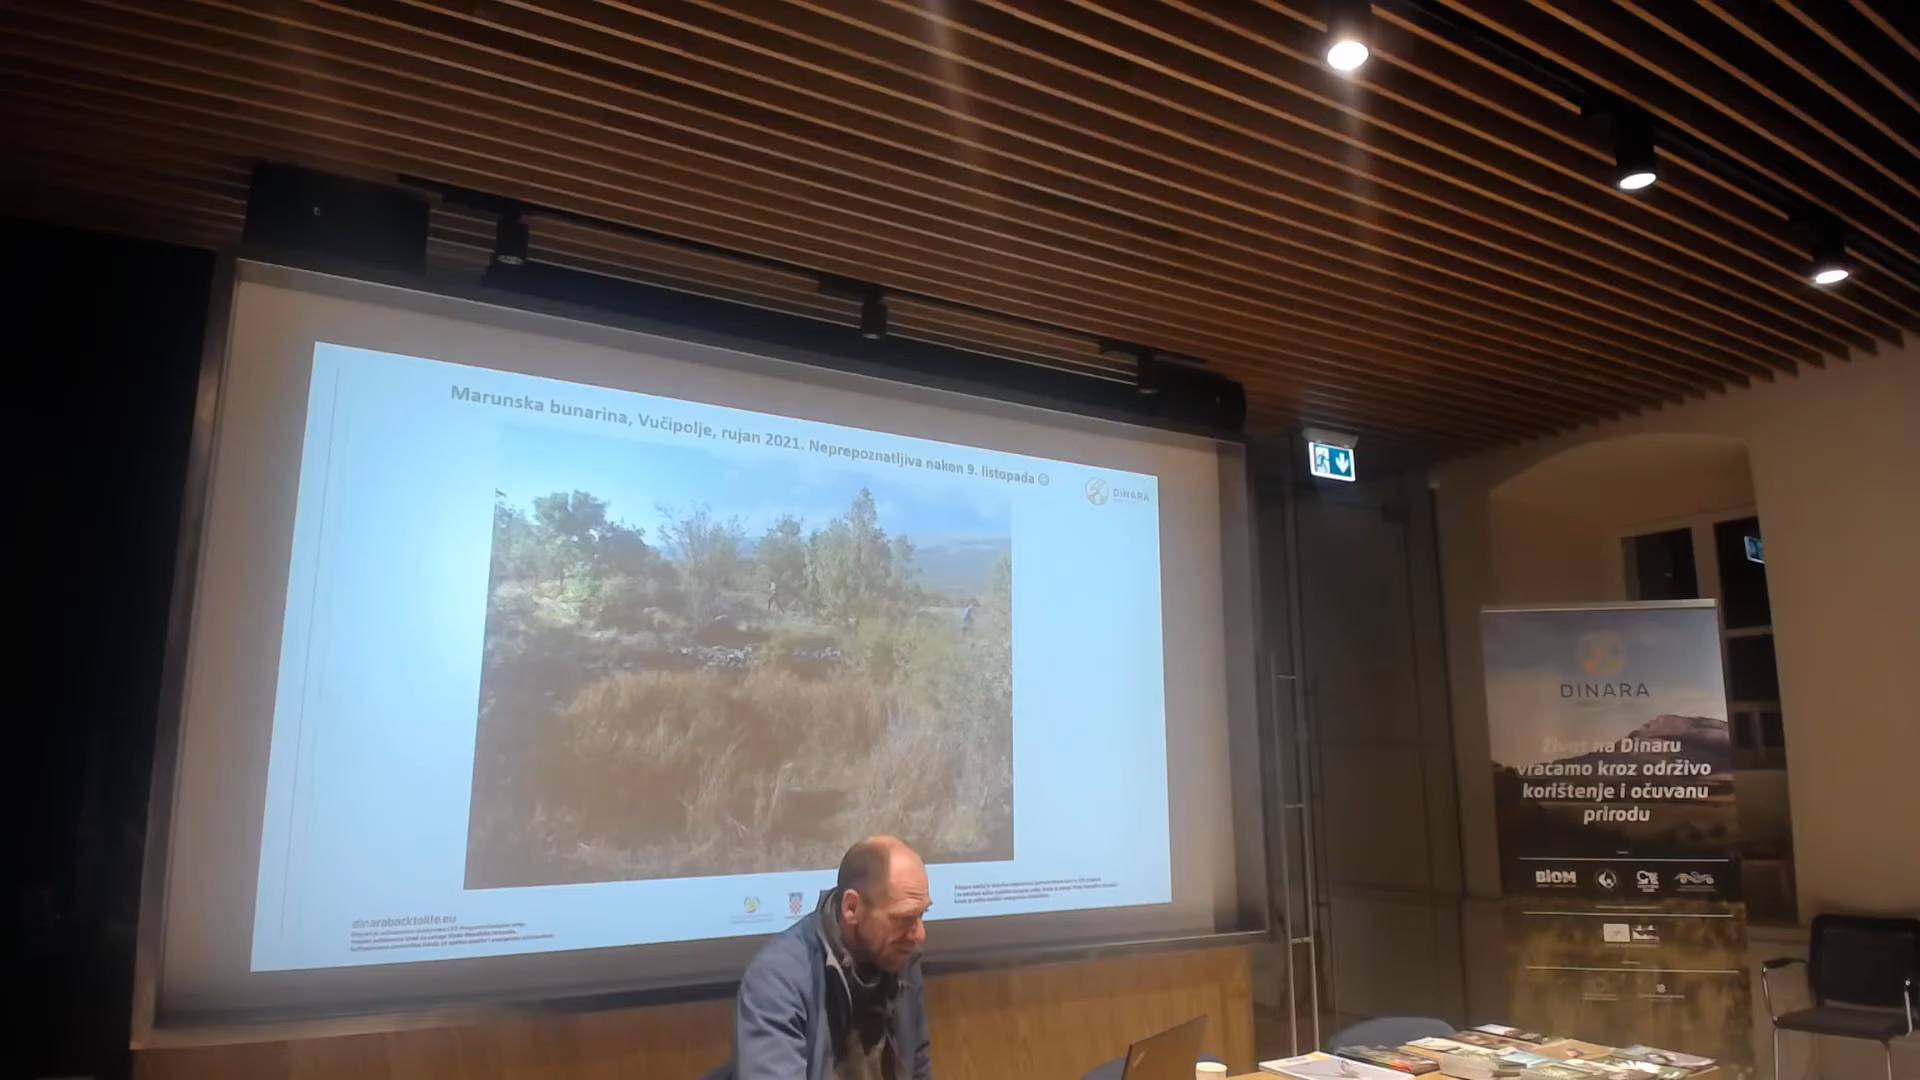 Marunska bunarina, Vučipolje, rujan 2021. Neprepoznatljiva nakon 9. listopada ☺
DINARA
dinarabacktolife.eu
DINARA
Život na Dinaru
vraćamo kroz održivo
korištenje i očuvanu
prirodu
BIOM